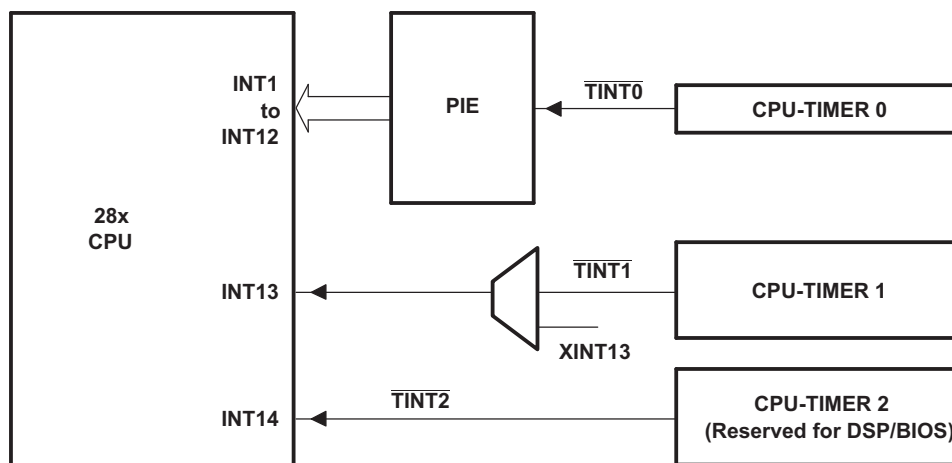 INT1
to
INT12
PIE
TINT0
CPU-TIMER 0
28x
CPU
INT13
TINT1
CPU-TIMER 1
XINT13
INT14
TINT2
CPU-TIMER 2
(Reserved for DSP/BIOS)